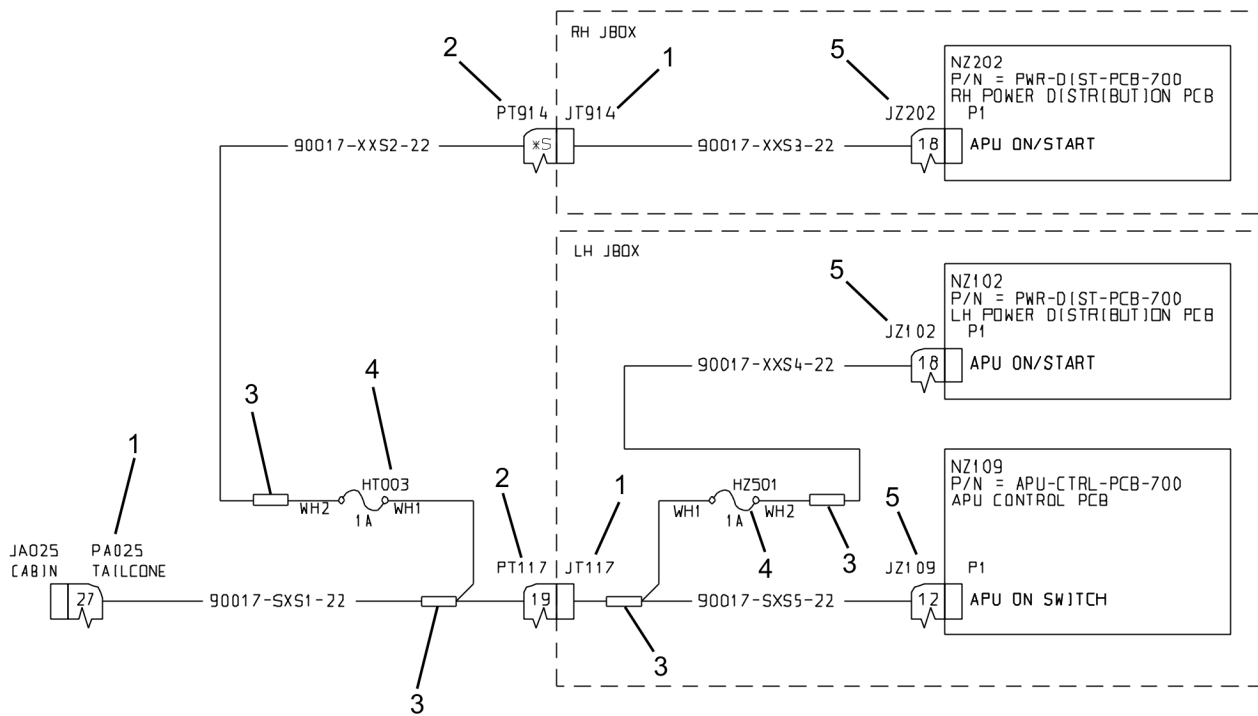 RH JBOX
2
1
5
NZ202
P/N = PWR-DIST-PCB-700
RH POWER DISTRIBUTION PCB
PT914
JT914
JZ202
P1
90017-XXS2-22
*S
90017-XXS3-22
18
APU ON/START
LH JBOX
5
NZ102
P/N = PWR-DIST-PCB-700
LH POWER DISTRIBUTION PCB
JZ102
P1
90017-XXS4-22
18
APU ON/START
3
4
1
2
1
5
HT003
WH2
1A
WH1
HZ501
WH1
1A
WH2
4
3
NZ109
P/N = APU-CTRL-PCB-700
APU CONTROL PCB
JA025
CABIN
PA025
TAILCONE
PT117
JT117
JZ109
P1
27
90017-SXS1-22
19
90017-SXS5-22
12
APU ON SWITCH
3
3